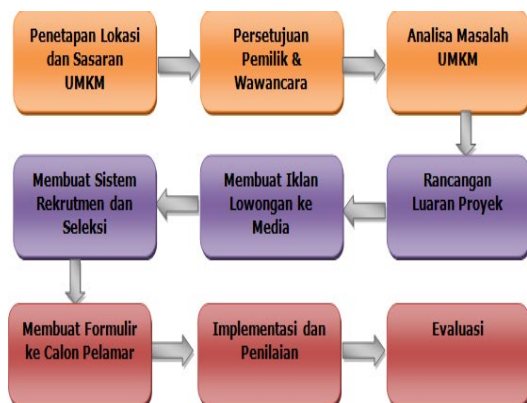 Penetapan Lokasi
dan Sasaran
UMKM
Persetujuan
Pemilik &
Wawancara
Analisa Masalah
UMKM
Rancangan
Luaran Proyek
Membuat Iklan
Lowongan ke
Media
Membuat Sistem
Rekrutmen dan
Seleksi
Membuat Formulir
ke Calon Pelamar
Implementasi dan
Penilaian
Evaluasi